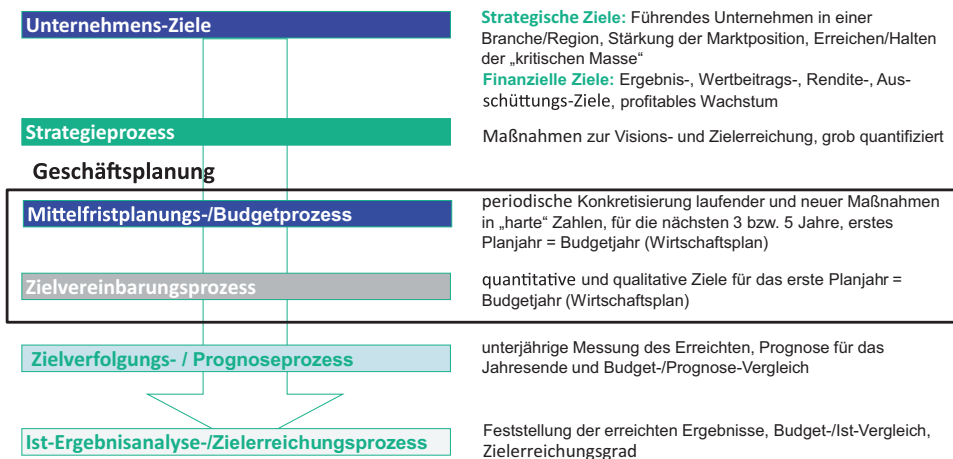 Unternehmens-Ziele
Strategische Ziele: Führendes Unternehmen in einer
Branche/Region, Stärkung der Marktposition, Erreichen/Halten
der „kritischen Masse“
Finanzielle Ziele: Ergebnis-, Wertbeitrags-, Rendite-, Aus-
schüttungs-Ziele, profitables Wachstum
Strategieprozess
Maßnahmen zur Visions- und Zielerreichung, grob quantifiziert
Geschäftsplanung
Mittelfristplanungs-/Budgetprozess
periodische Konkretisierung laufender und neuer Maßnahmen
in „harte“ Zahlen, für die nächsten 3 bzw. 5 Jahre, erstes
Planjahr = Budgetjahr (Wirtschaftsplan)
Zielvereinbarungsprozess
quantitative und qualitative Ziele für das erste Planjahr =
Budgetjahr (Wirtschaftsplan)
Zielverfolgungs- / Prognoseprozess
unterjährige Messung des Erreichten, Prognose für das
Jahresende und Budget-/Prognose-Vergleich
Ist-Ergebnisanalyse-/Zielerreichungsprozess
Feststellung der erreichten Ergebnisse, Budget-/Ist-Vergleich,
Zielerreichungsgrad